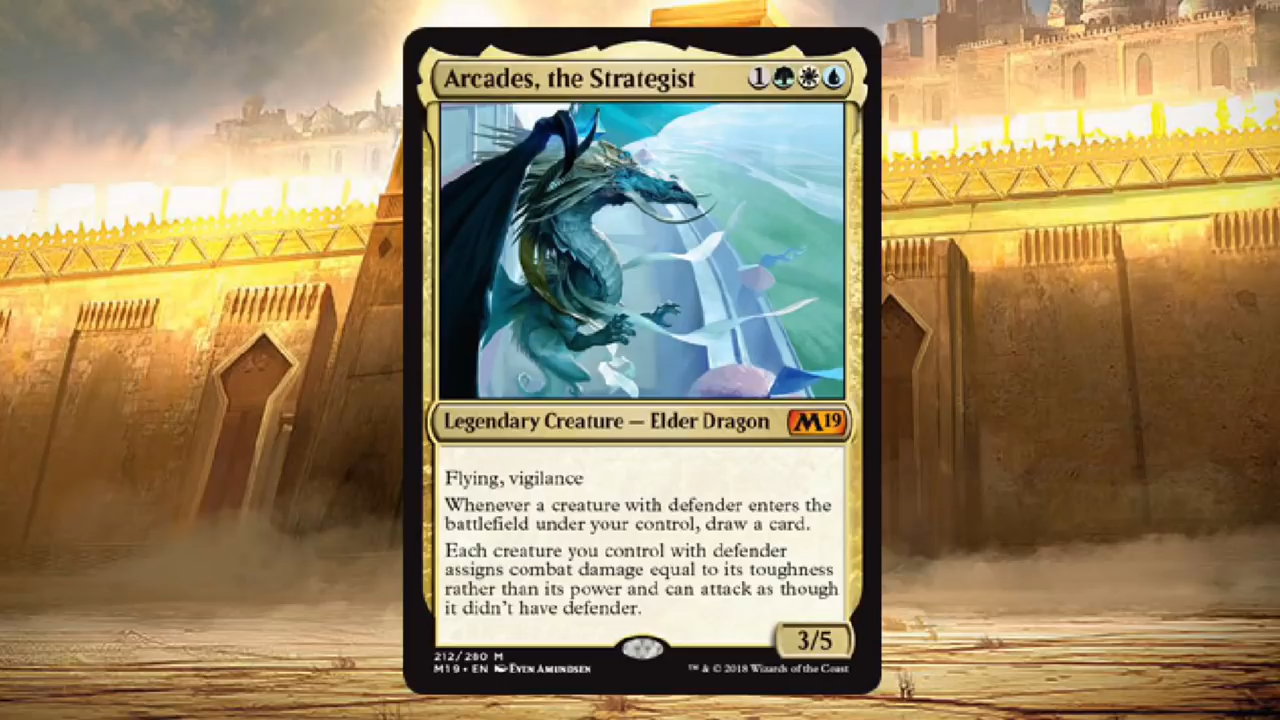 Arcades, the Strategist 1
Legendary Creature — Elder Dragon M19
Flying, vigilance
Whenever a creature with defender enters the
battlefield under your control, draw a card.
Each creature you control with defender
assigns combat damage equal to its toughness
rather than its power and can attack as though
it didn't have defender.
3/5
212/280 M
M19 • EN Even Amundsen
™ & © 2018 Wizards of the Coast